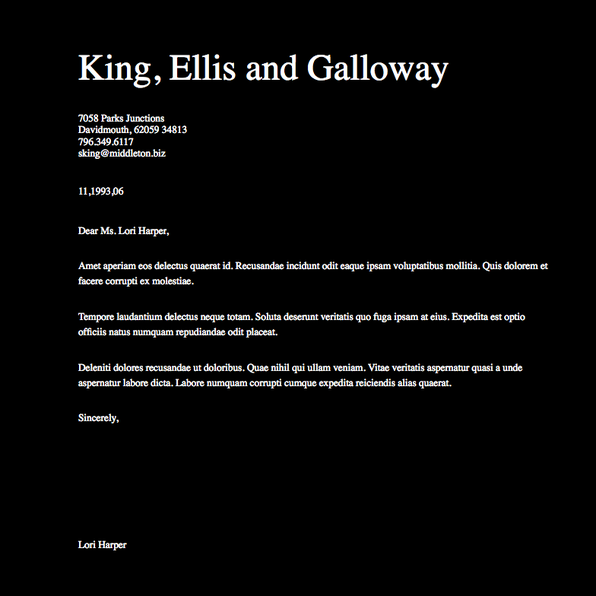 King, Ellis and Galloway
7058 Parks Junctions
Davidmouth, 62059 34813
796.349.6117
sking@middleton.biz
11,1993,06
Dear Ms. Lori Harper,
Amet aperiam eos delectus quaerat id. Recusandae incidunt odit eaque ipsam voluptatibus mollitia. Quis dolorem et
facere corrupti ex molestiae.
Tempore laudantium delectus neque totam. Soluta deserunt veritatis quo fuga ipsam at eius. Expedita est optio
officiis natus numquam repudiandae odit placeat.
Deleniti dolores recusandae ut doloribus. Quae nihil qui ullam veniam. Vitae veritatis aspernatur quasi a unde
aspernatur labore dicta. Labore numquam corrupti cumque expedita reiciendis alias quaerat.
Sincerely,
Lori Harper